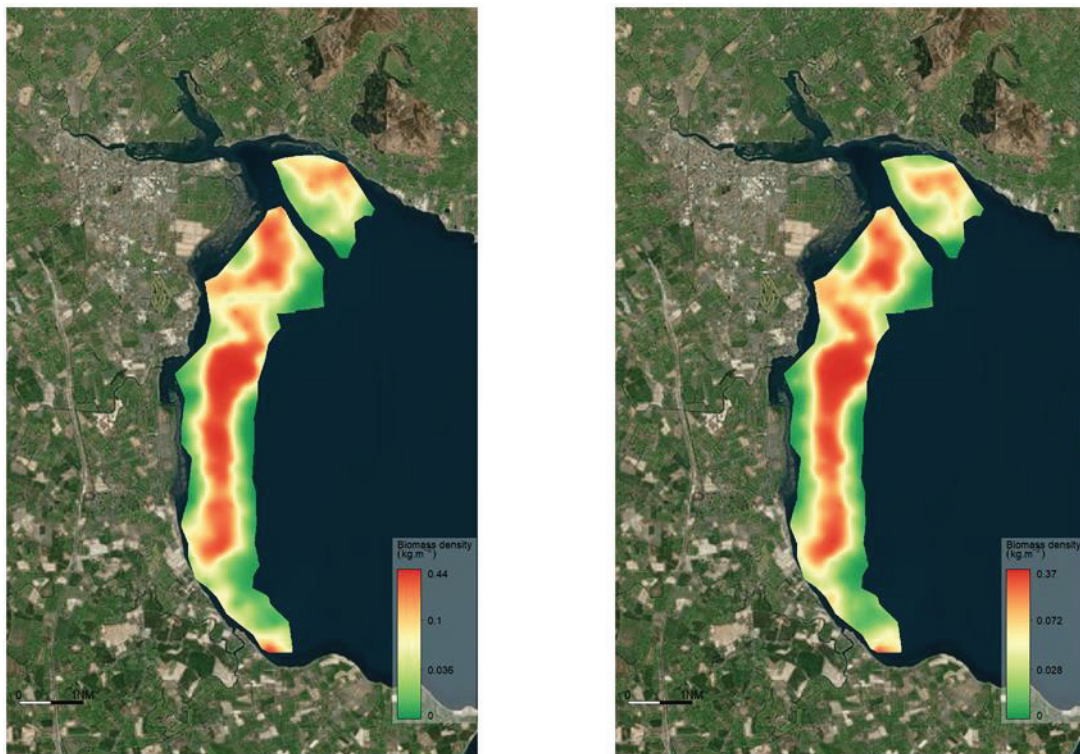 Biomass density
(kg.m⁻²)
0.44
0.1
0.035
0
0 1NM
Biomass density
(kg.m⁻²)
0.37
0.072
0.028
0
0 1NM